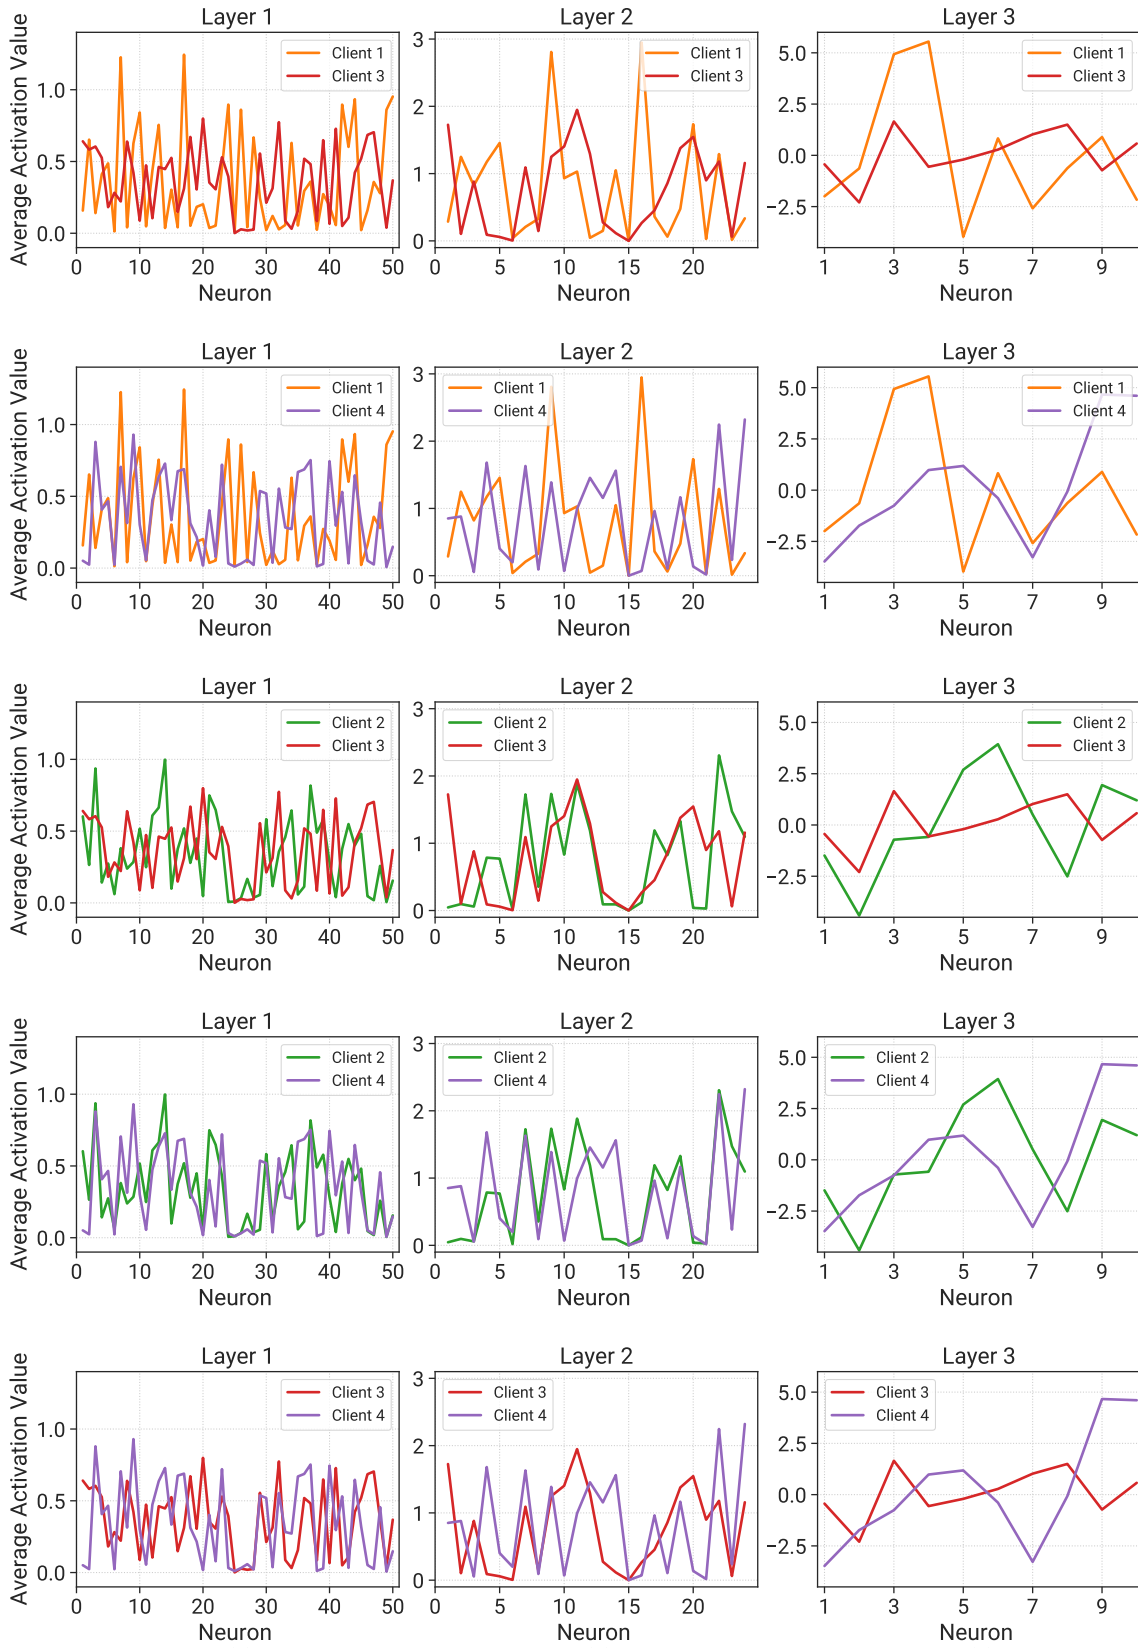 Layer 1
Layer 2
Layer 3
Average Activation Value
1.0
0.5
0.0
Client 1
Client 3
0 10 20 30 40 50
Neuron
3
2
1
0
Client 1
Client 3
0 5 10 15 20
Neuron
5.0
2.5
0.0
−2.5
Client 1
Client 3
1 3 5 7 9
Neuron
Layer 1
Layer 2
Layer 3
Average Activation Value
1.0
0.5
0.0
Client 1
Client 4
0 10 20 30 40 50
Neuron
3
2
1
0
Client 1
Client 4
0 5 10 15 20
Neuron
5.0
2.5
0.0
−2.5
Client 1
Client 4
1 3 5 7 9
Neuron
Layer 1
Layer 2
Layer 3
Average Activation Value
1.0
0.5
0.0
Client 2
Client 3
0 10 20 30 40 50
Neuron
3
2
1
0
Client 2
Client 3
0 5 10 15 20
Neuron
5.0
2.5
0.0
−2.5
Client 2
Client 3
1 3 5 7 9
Neuron
Layer 1
Layer 2
Layer 3
Average Activation Value
1.0
0.5
0.0
Client 2
Client 4
0 10 20 30 40 50
Neuron
3
2
1
0
Client 2
Client 4
0 5 10 15 20
Neuron
5.0
2.5
0.0
−2.5
Client 2
Client 4
1 3 5 7 9
Neuron
Layer 1
Layer 2
Layer 3
Average Activation Value
1.0
0.5
0.0
Client 3
Client 4
0 10 20 30 40 50
Neuron
3
2
1
0
Client 3
Client 4
0 5 10 15 20
Neuron
5.0
2.5
0.0
−2.5
Client 3
Client 4
1 3 5 7 9
Neuron